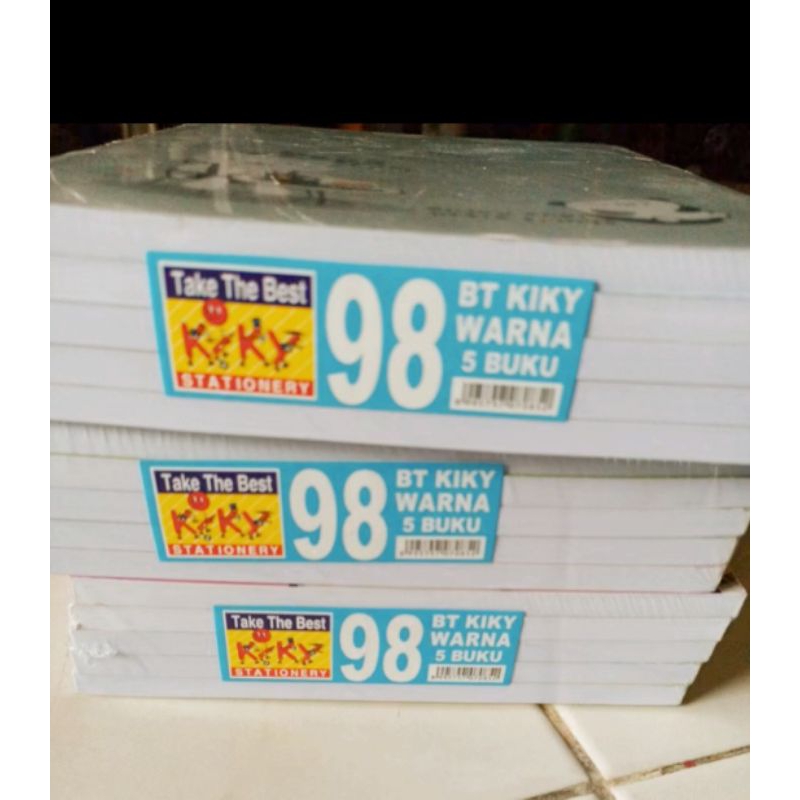 Take The Best
KiKY
STATIONERY
98
BT KIKY
WARNA
5 BUKU
Take The Best
KiKY
STATIONERY
98
BT KIKY
WARNA
5 BUKU
Take The Best
KiKY
STATIONERY
98
BT KIKY
WARNA
5 BUKU